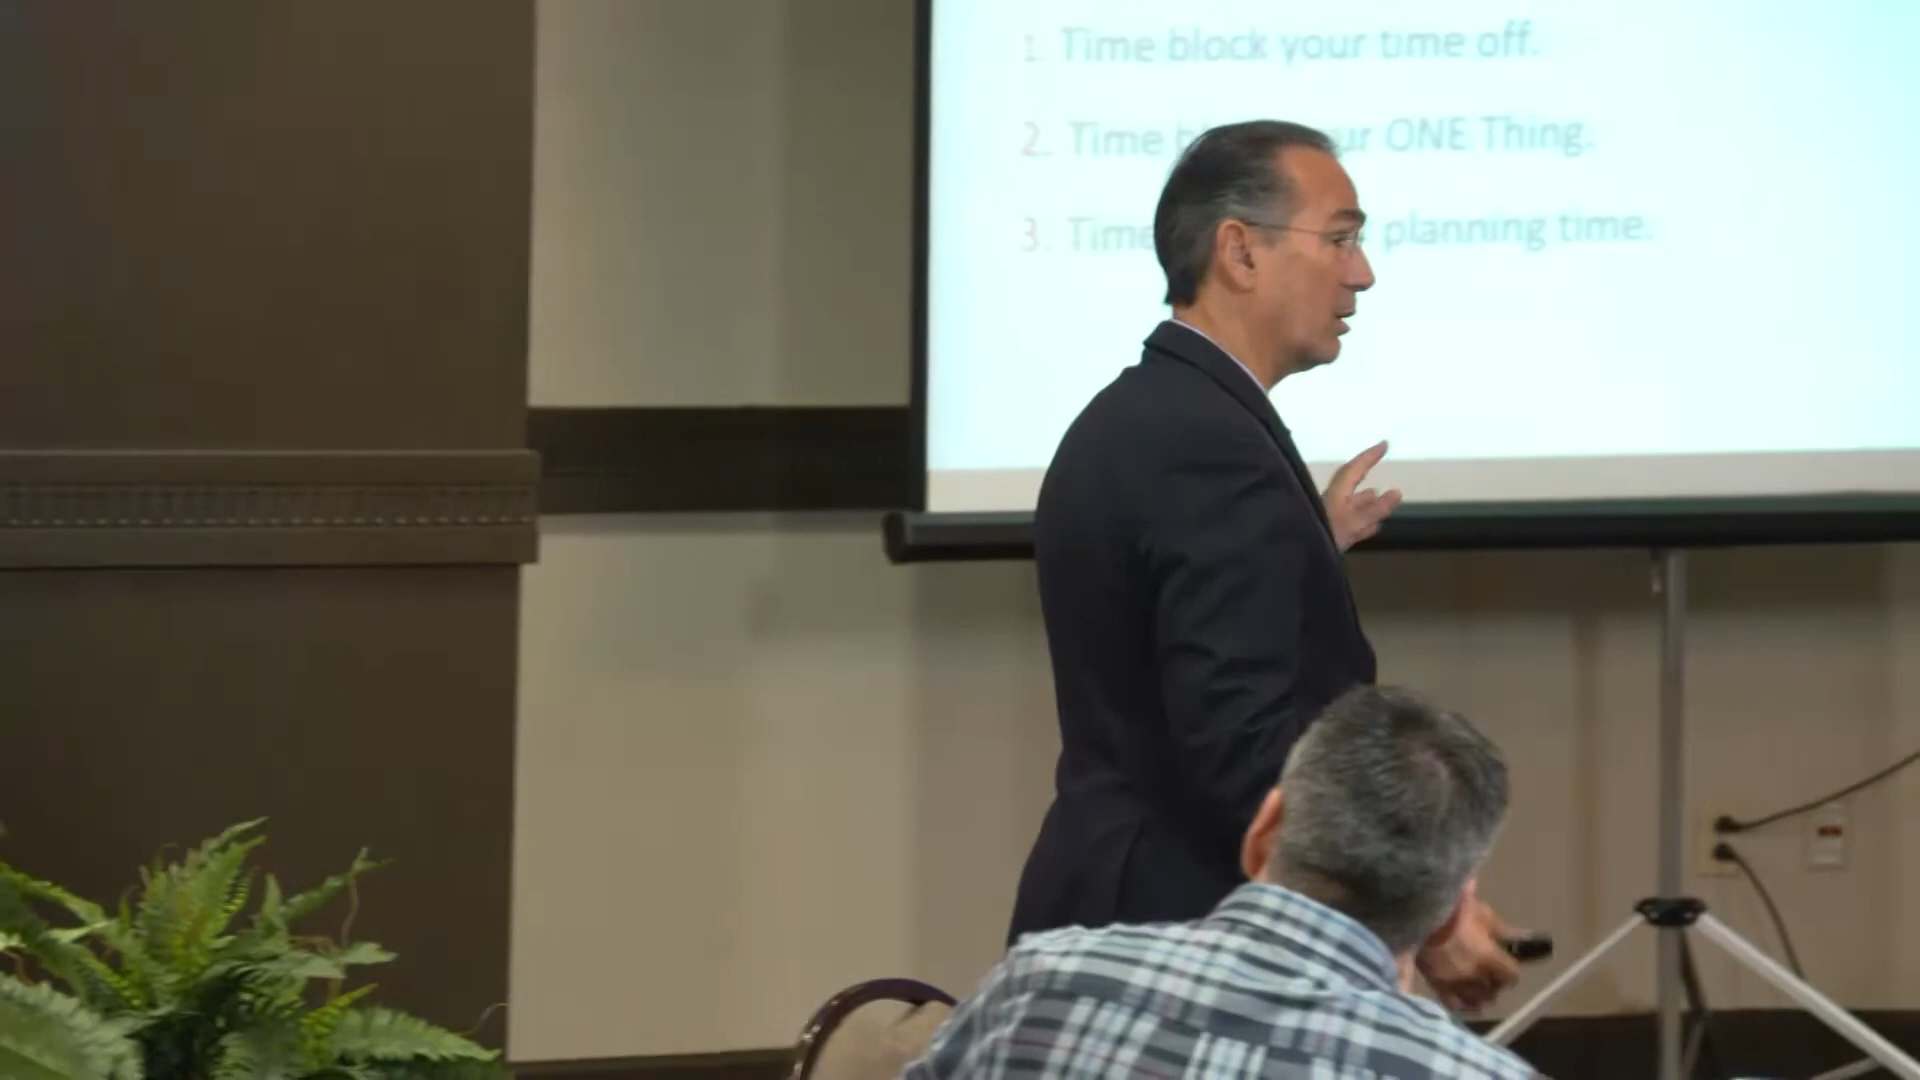 1. Time block your time off.
2. Time ur ONE Thing.
3. Time planning time.